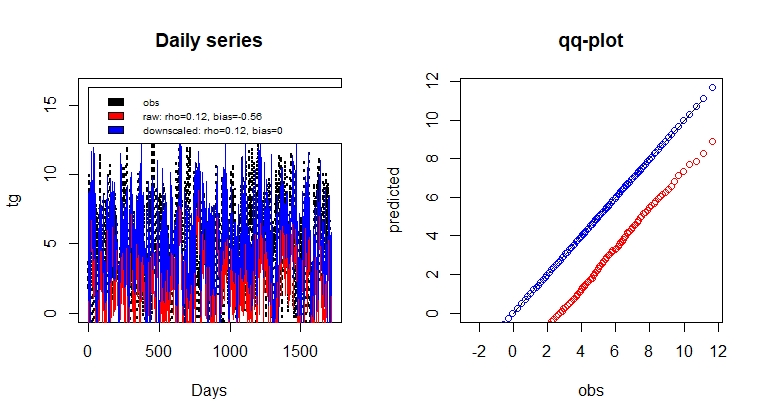 Daily series
15
10
5
0
tg
obs
raw: rho=0.12, bias=-0.56
downscaled: rho=0.12, bias=0
0 500 1000 1500
Days
qq-plot
12
10
8
6
4
2
0
predicted
-2 0 2 4 6 8 10 12
obs